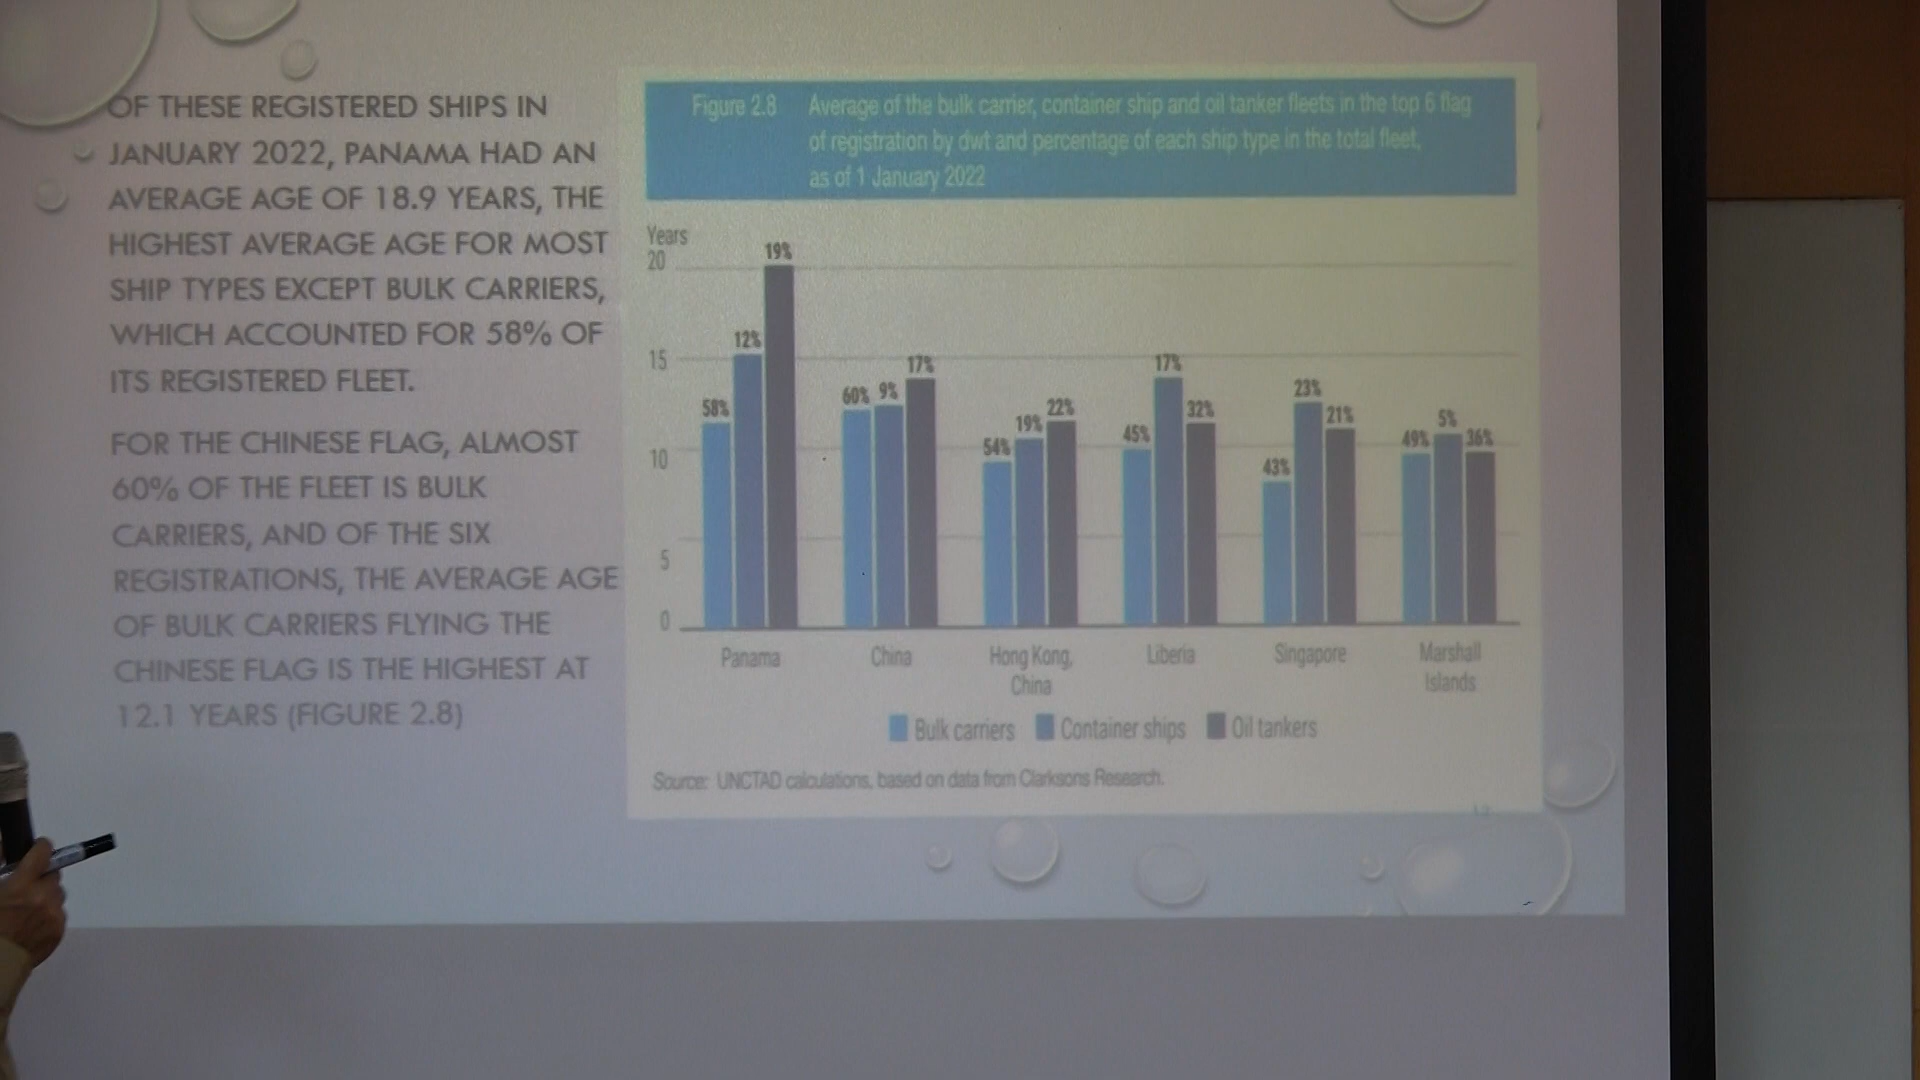 OF THESE REGISTERED SHIPS IN
JANUARY 2022, PANAMA HAD AN
AVERAGE AGE OF 18.9 YEARS, THE
HIGHEST AVERAGE AGE FOR MOST
SHIP TYPES EXCEPT BULK CARRIERS,
WHICH ACCOUNTED FOR 58% OF
ITS REGISTERED FLEET.
FOR THE CHINESE FLAG, ALMOST
60% OF THE FLEET IS BULK
CARRIERS, AND OF THE SIX
REGISTRATIONS, THE AVERAGE AGE
OF BULK CARRIERS FLYING THE
CHINESE FLAG IS THE HIGHEST AT
12.1 YEARS (FIGURE 2.8)
Figure 2.8 Average of the bulk carrier, container ship and oil tanker fleets in the top 6 flag
of registration by dwt and percentage of each ship type in the total fleet,
as of 1 January 2022
Years
20
15
10
5
0
58% 12% 19%
60% 9% 17%
54% 19% 22%
45% 17% 32%
43% 23% 21%
49% 5% 36%
Panama
China
Hong Kong,
China
Liberia
Singapore
Marshall
Islands
Bulk carriers Container ships Oil tankers
Source: UNCTAD calculations, based on data from Clarksons Research.